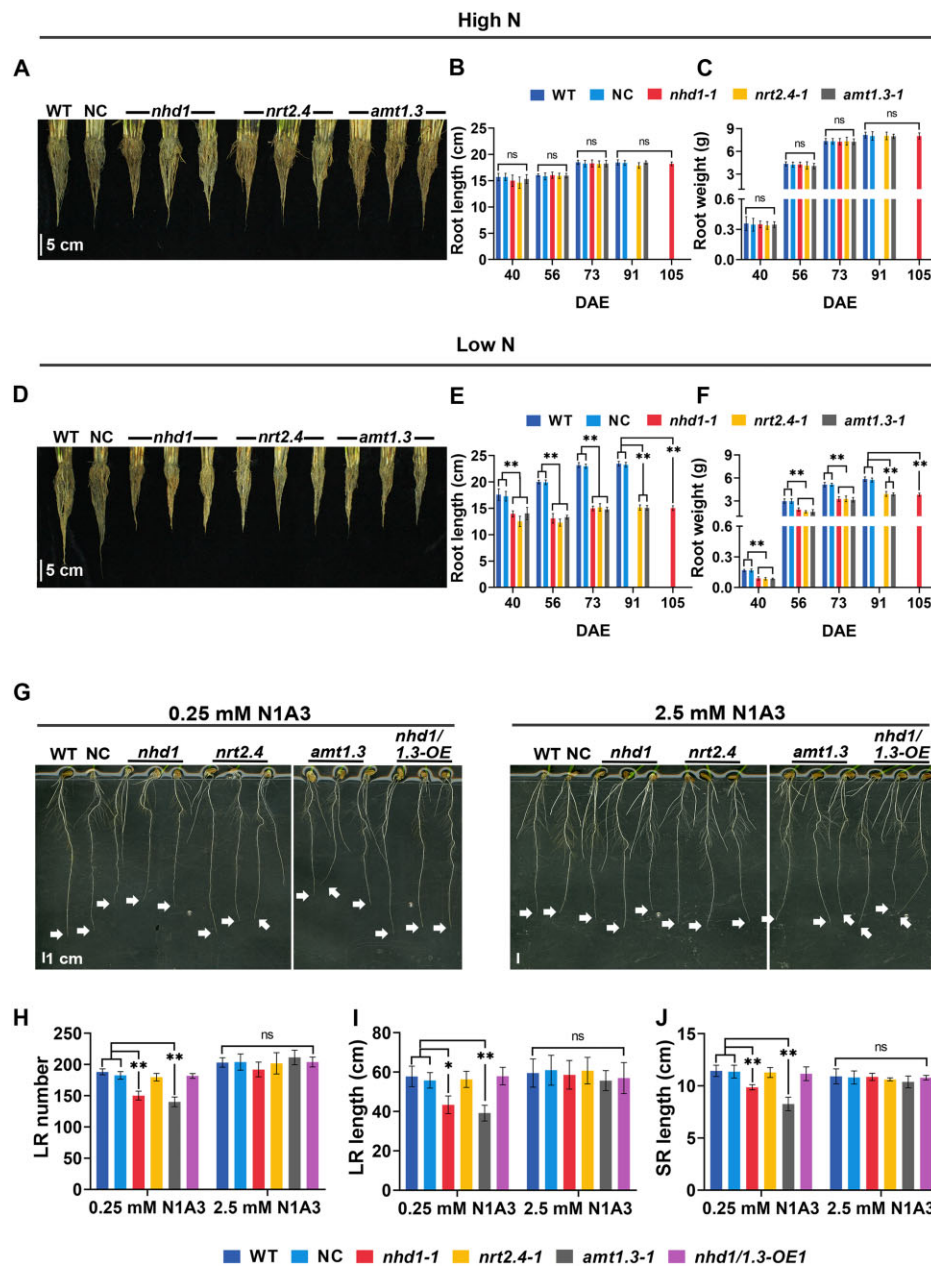 High N
A
WT NC nhd1 nrt2.4 amt1.3
5 cm
B
WT NC nhd1-1 nrt2.4-1 amt1.3-1
Root length (cm)
25
20
15
10
5
0
ns ns ns ns
40 56 73 91 105
DAE
C
Root weight (g)
9
6
3
0.6
0.3
0.0
ns ns ns ns
40 56 73 91 105
DAE
Low N
D
WT NC nhd1 nrt2.4 amt1.3
5 cm
E
WT NC nhd1-1 nrt2.4-1 amt1.3-1
Root length (cm)
25
20
15
10
5
0
** ** ** ** **
40 56 73 91 105
DAE
F
Root weight (g)
9
6
3
0.6
0.3
0.0
** ** ** ** **
40 56 73 91 105
DAE
G
0.25 mM N1A3
WT NC nhd1 nrt2.4 amt1.3 nhd1/
1.3-OE
1 cm
2.5 mM N1A3
WT NC nhd1 nrt2.4 amt1.3 nhd1/
1.3-OE
H
LR number
250
200
150
100
50
0
** ** ns
0.25 mM N1A3 2.5 mM N1A3
I
LR length (cm)
80
60
40
20
0
* ** ns
0.25 mM N1A3 2.5 mM N1A3
J
SR length (cm)
15
10
5
0
** ** ns
0.25 mM N1A3 2.5 mM N1A3
WT NC nhd1-1 nrt2.4-1 amt1.3-1 nhd1/1.3-OE1